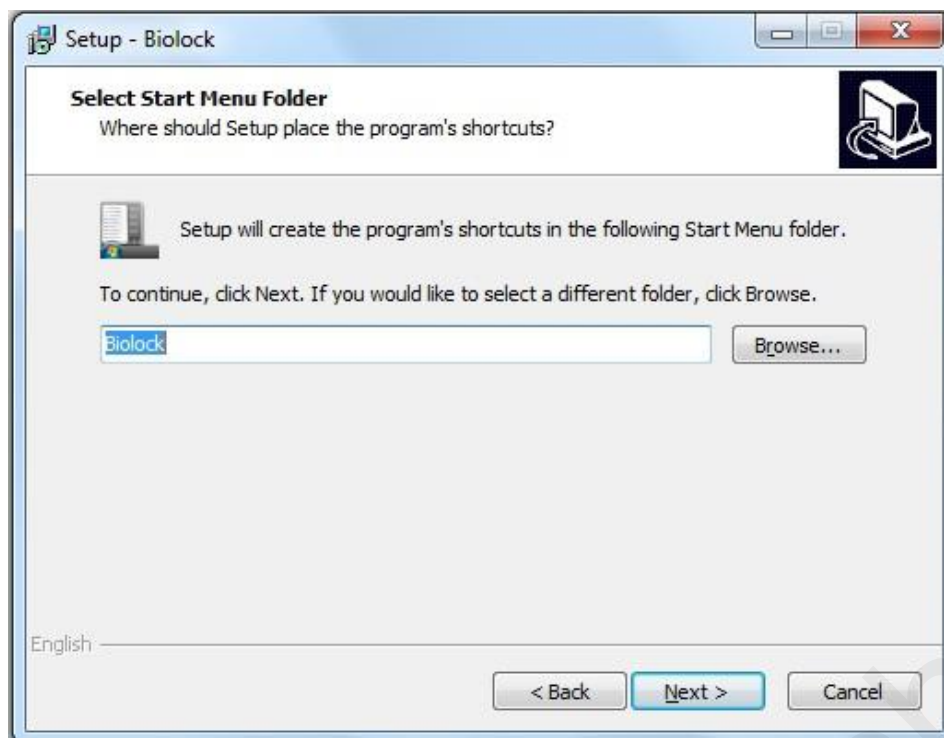 Setup - Biolock
Select Start Menu Folder
Where should Setup place the program's shortcuts?
Setup will create the program's shortcuts in the following Start Menu folder.
To continue, click Next. If you would like to select a different folder, click Browse.
Biolock
Browse...
English
< Back
Next >
Cancel